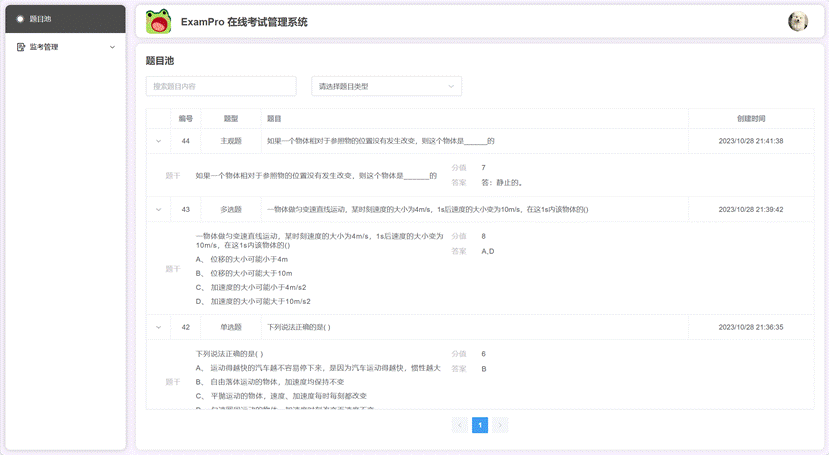 题目池
ExamPro 在线考试管理系统
监考管理
题目池
搜索题目内容 请选择题目类型
编号 题型 题目 创建时间
44 主观题 如果一个物体相对于参照物的位置没有发生改变，则这个物体是______的 2023/10/28 21:41:38
题干 如果一个物体相对于参照物的位置没有发生改变，则这个物体是______的 分值 7
答案 答：静止的。
43 多选题 一物体做匀变速直线运动，某时刻速度的大小为4m/s，1s后速度的大小变为10m/s，在这1s内该物体的() 2023/10/28 21:39:42
一物体做匀变速直线运动，某时刻速度的大小为4m/s，1s后速度的大小变为 分值 8
10m/s，在这1s内该物体的() 答案 A,D
A、 位移的大小可能小于4m
题干 B、 位移的大小可能大于10m
C、 加速度的大小可能小于4m/s2
D、 加速度的大小可能大于10m/s2
42 单选题 下列说法正确的是( ) 2023/10/28 21:36:35
下列说法正确的是( ) 分值 6
A、 运动得越快的汽车越不容易停下来，是因为汽车运动得越快，惯性越大 答案 B
题干 B、 自由落体运动的物体，加速度均保持不变
C、 平抛运动的物体，速度、加速度每时每刻都改变
1